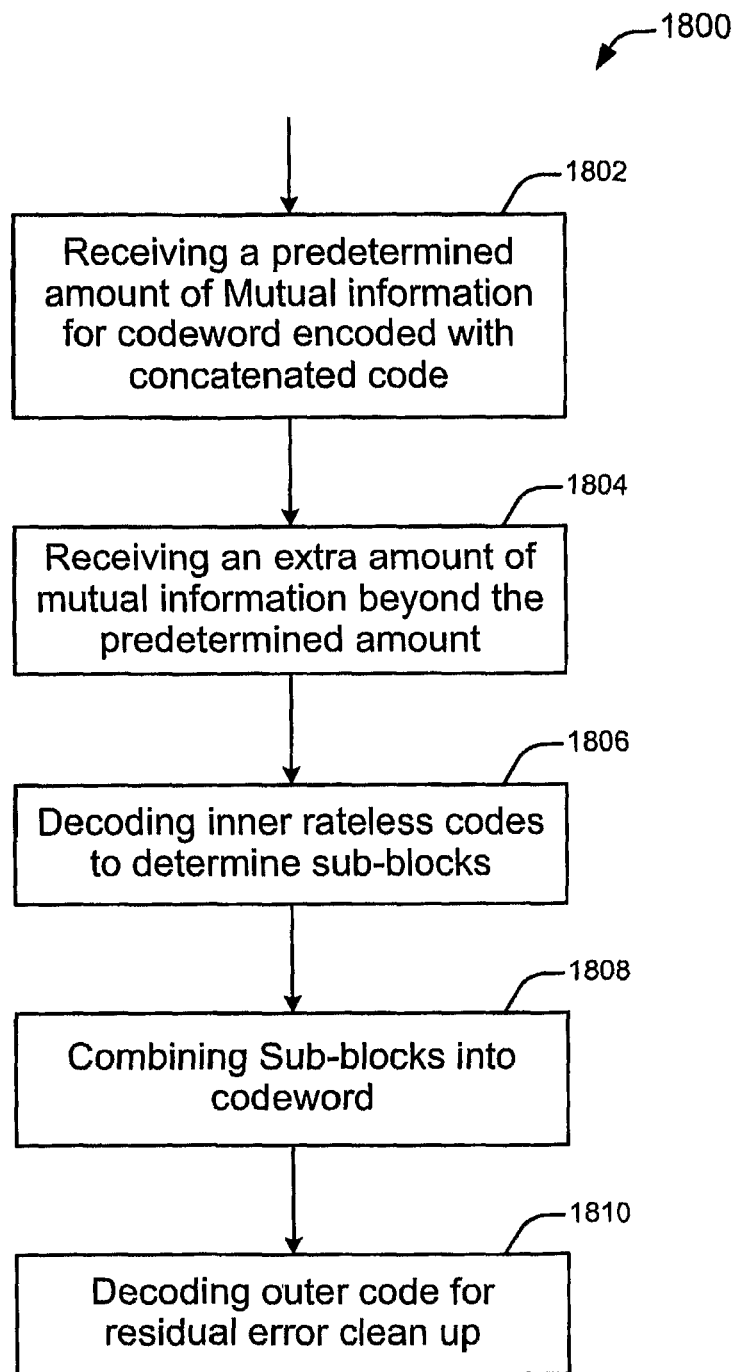 1800
1802
Receiving a predetermined
amount of Mutual information
for codeword encoded with
concatenated code
1804
Receiving an extra amount of
mutual information beyond the
predetermined amount
1806
Decoding inner rateless codes
to determine sub-blocks
1808
Combining Sub-blocks into
codeword
1810
Decoding outer code for
residual error clean up